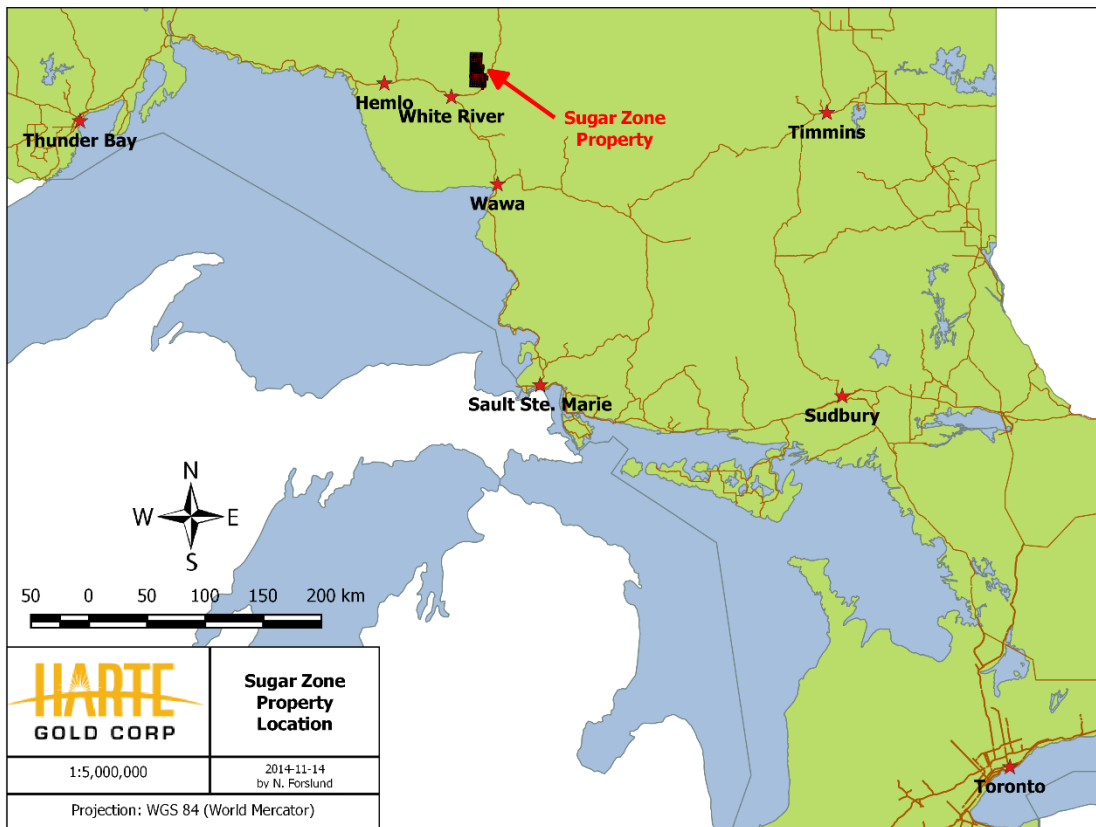 Hemlo
White River
Thunder Bay
Sugar Zone
Property
Timmins
Wawa
Sault Ste. Marie
Sudbury
N
W E
S
50 0 50 100 150 200 km
HARTE
GOLD CORP
Sugar Zone
Property
Location
1:5,000,000
2014-11-14
by N. Forslund
Projection: WGS 84 (World Mercator)
Toronto